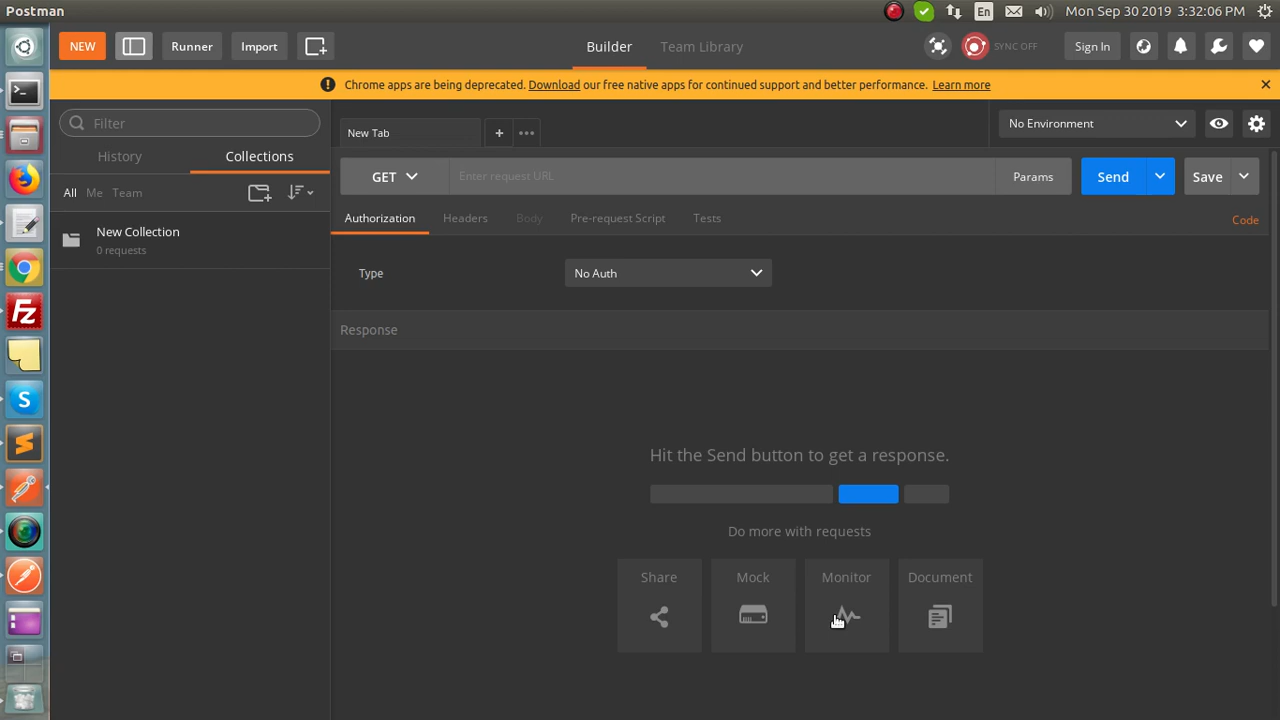 Postman
En
Mon Sep 30 2019 3:32:06 PM
NEW
Runner
Import
Builder
Team Library
SYNC OFF
Sign In
Chrome apps are being deprecated. Download our free native apps for continued support and better performance. Learn more
Filter
History
Collections
All
Me
Team
New Collection
0 requests
New Tab
No Environment
GET
Enter request URL
Params
Send
Save
Authorization
Headers
Body
Pre-request Script
Tests
Code
Type
No Auth
Response
Hit the Send button to get a response.
Do more with requests
Share
Mock
Monitor
Document